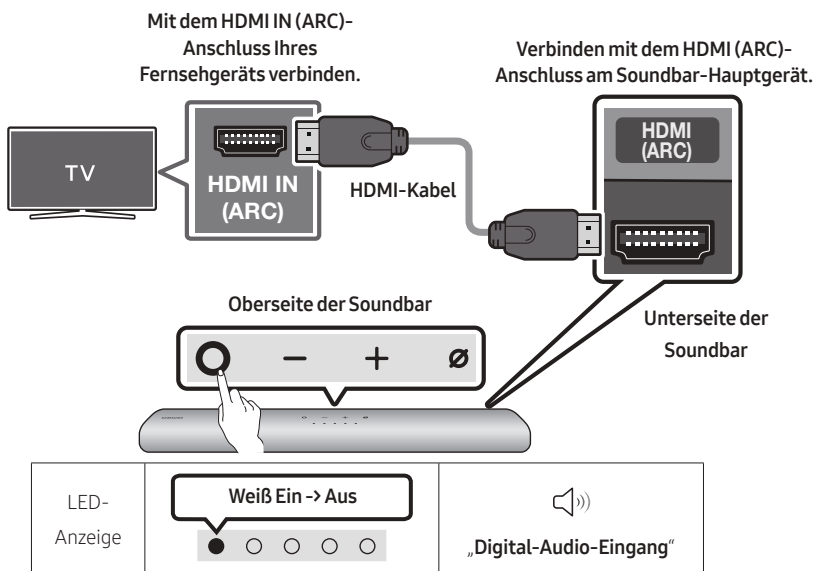 Mit dem HDMI IN (ARC)-
Anschluss Ihres
Fernsehgeräts verbinden.
Verbinden mit dem HDMI (ARC)-
Anschluss am Soundbar-Hauptgerät.
TV
HDMI IN
(ARC)
HDMI-Kabel
HDMI
(ARC)
Oberseite der Soundbar
Unterseite der
Soundbar
LED-
Anzeige
Weiß Ein -> Aus
„Digital-Audio-Eingang“